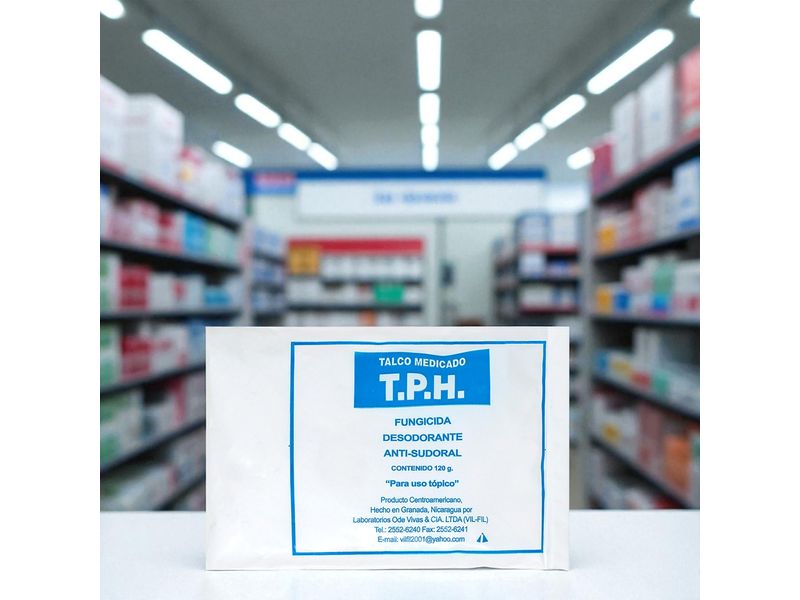 TALCO MEDICADO
T.P.H.
FUNGICIDA
DESODORANTE
ANTI-SUDORAL
CONTENIDO 120 g.
“Para uso tópico”
Producto Centroamericano,
Hecho en Granada, Nicaragua por
Laboratorios Ode Vivas & CIA. LTDA (VIL-FIL)
Tel.: 2552-6240 Fax: 2552-6241
E-mail: vilfil2001@yahoo.com